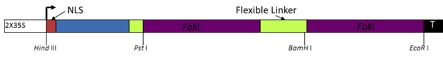 NLS
Flexible Linker
2X35S
FokI
FokI
T
Hind III
Pst I
BamH I
EcoR I